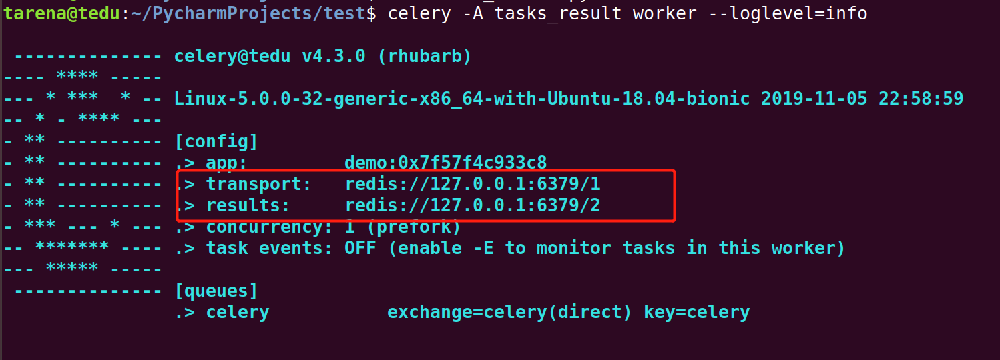 tarena@tedu:~/PycharmProjects/test$ celery -A tasks_result worker --loglevel=info
 -------------- celery@tedu v4.3.0 (rhubarb)
---- **** -----
--- * ***  * -- Linux-5.0.0-32-generic-x86_64-with-Ubuntu-18.04-bionic 2019-11-05 22:58:59
-- * - **** ---
- ** ---------- [config]
- ** ---------- .> app:         demo:0x7f57f4c933c8
- ** ---------- .> transport:   redis://127.0.0.1:6379/1
- ** ---------- .> results:     redis://127.0.0.1:6379/2
- *** --- * --- .> concurrency: 1 (prefork)
-- ******* ---- .> task events: OFF (enable -E to monitor tasks in this worker)
--- ***** -----
 -------------- [queues]
                .> celery           exchange=celery(direct) key=celery